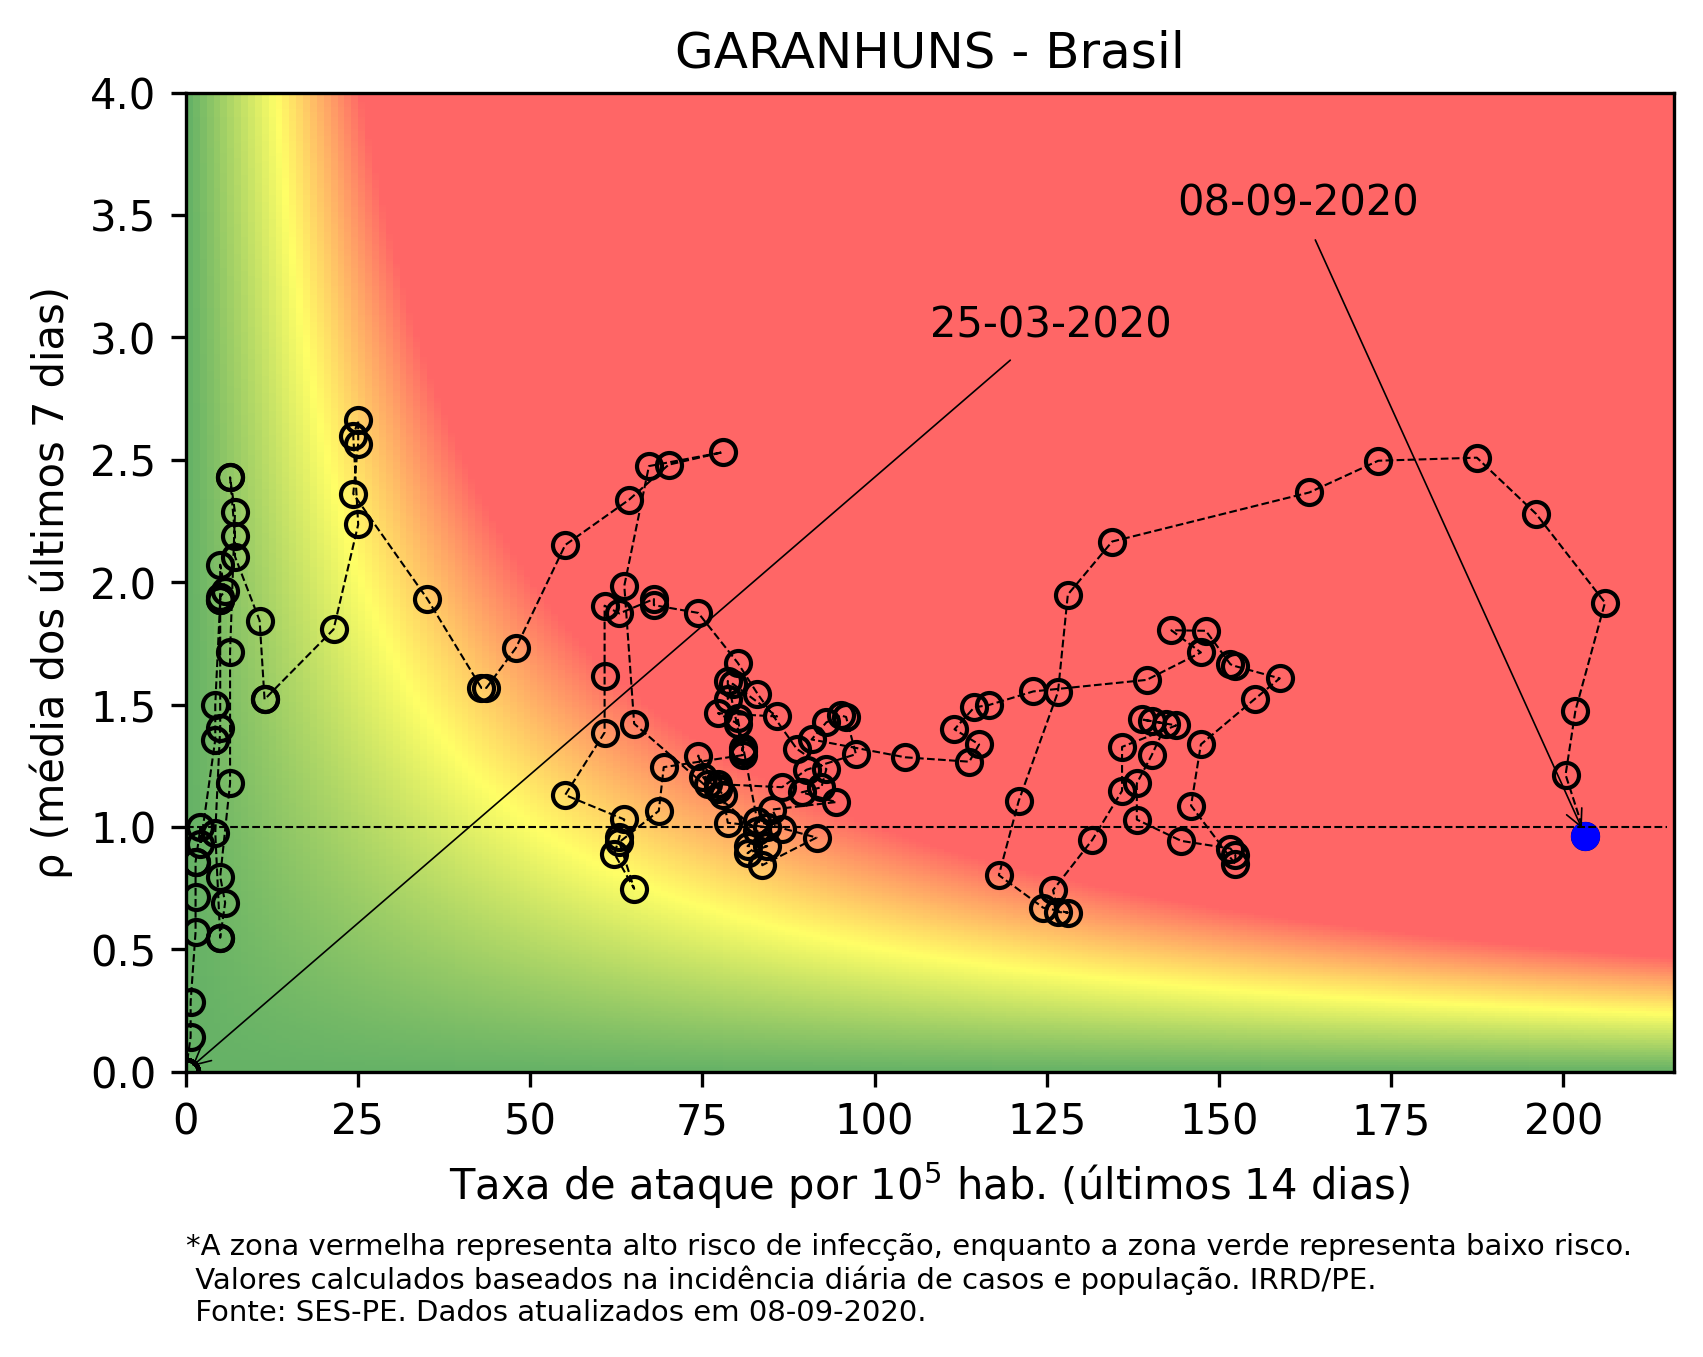 GARANHUNS - Brasil
4.0
3.5
3.0
2.5
2.0
1.5
1.0
0.5
0.0
ρ (média dos últimos 7 dias)
08-09-2020
25-03-2020
0 25 50 75 100 125 150 175 200
Taxa de ataque por 10⁵ hab. (últimos 14 dias)
*A zona vermelha representa alto risco de infecção, enquanto a zona verde representa baixo risco.
Valores calculados baseados na incidência diária de casos e população. IRRD/PE.
Fonte: SES-PE. Dados atualizados em 08-09-2020.